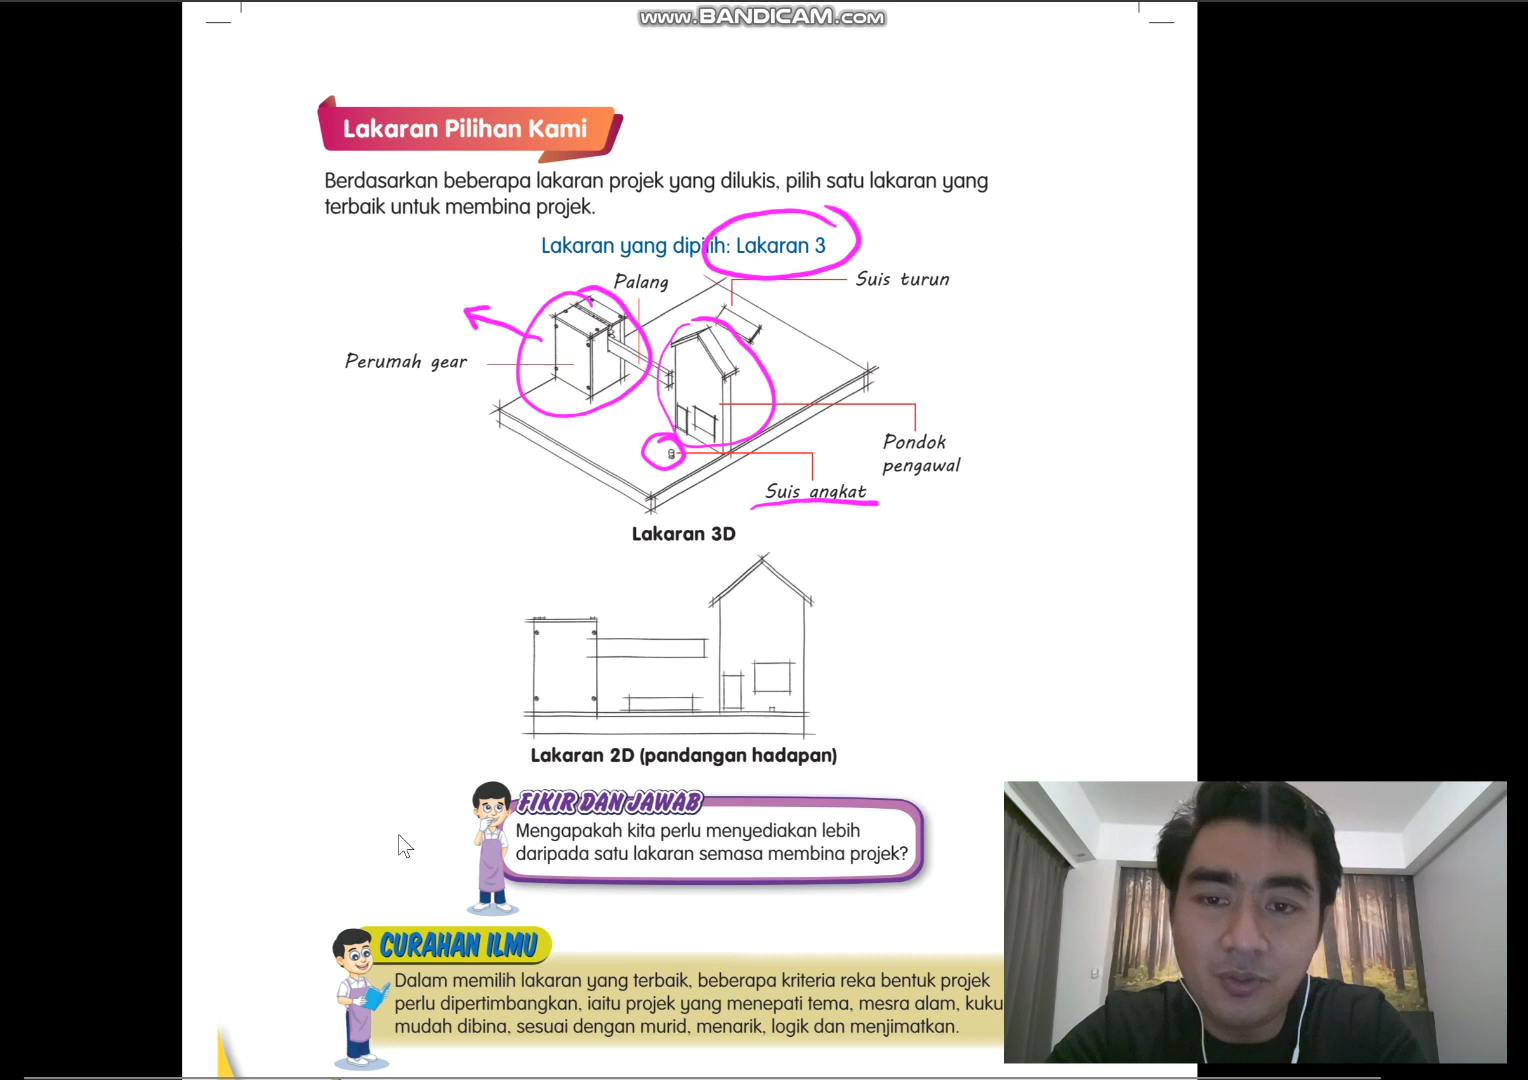 www.BANDICAM.com
Lakaran Pilihan Kami
Berdasarkan beberapa lakaran projek yang dilukis, pilih satu lakaran yang
terbaik untuk membina projek.
Lakaran yang dipilih: Lakaran 3
Palang
Suis turun
Perumah gear
Pondok
pengawal
Suis angkat
Lakaran 3D
Lakaran 2D (pandangan hadapan)
FIKIR DAN JAWAB
Mengapakah kita perlu menyediakan lebih
daripada satu lakaran semasa membina projek?
CURAHAN ILMU
Dalam memilih lakaran yang terbaik, beberapa kriteria reka bentuk projek
perlu dipertimbangkan, iaitu projek yang menepati tema, mesra alam, kuku
mudah dibina, sesuai dengan murid, menarik, logik dan menjimatkan.